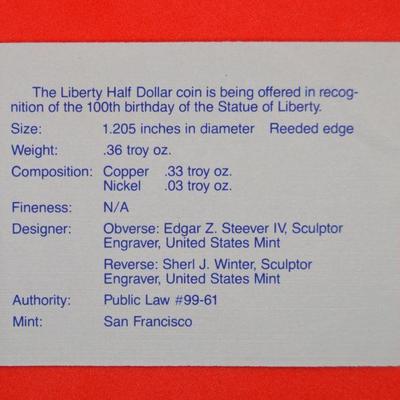 The Liberty Half Dollar coin is being offered in recog-
nition of the 100th birthday of the Statue of Liberty.
Size: 1.205 inches in diameter Reeded edge
Weight: .36 troy oz.
Composition: Copper .33 troy oz.
Nickel .03 troy oz.
Fineness: N/A
Designer: Obverse: Edgar Z. Steever IV, Sculptor
Engraver, United States Mint
Reverse: Sherl J. Winter, Sculptor
Engraver, United States Mint
Authority: Public Law #99-61
Mint: San Francisco